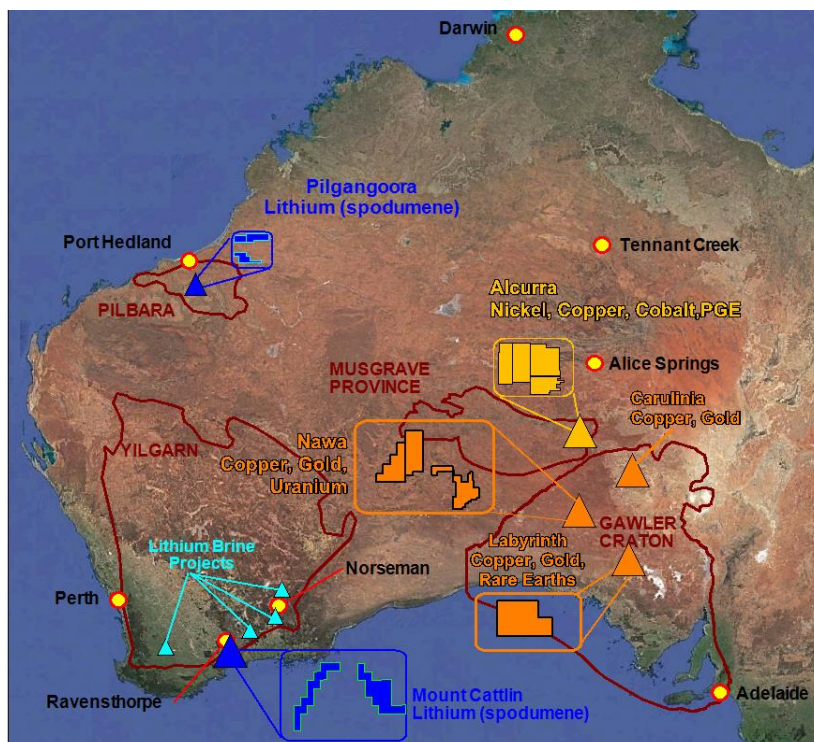 Darwin
Pilgangoora
Lithium (spodumene)
Port Hedland
Tennant Creek
PILBARA
Alcurra
Nickel, Copper, Cobalt,PGE
MUSGRAVE
PROVINCE
Alice Springs
Carulinia
Copper, Gold
YILGARN
Nawa
Copper, Gold,
Uranium
GAWLER
CRATON
Labyrinth
Copper, Gold,
Rare Earths
Lithium Brine
Projects
Norseman
Perth
Ravensthorpe
Mount Cattlin
Lithium (spodumene)
Adelaide